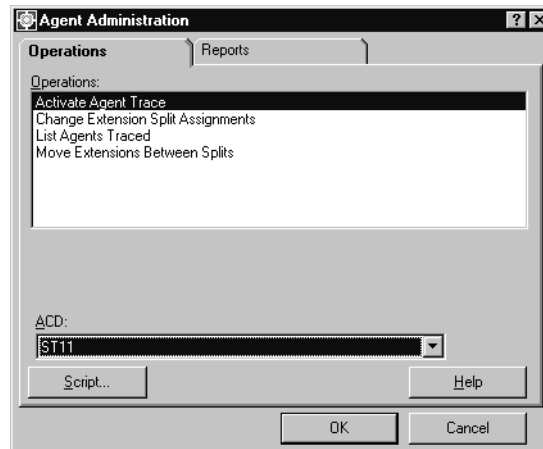 Agent Administration
Operations
Reports
Operations:
Activate Agent Trace
Change Extension Split Assignments
List Agents Traced
Move Extensions Between Splits
ACD:
ST11
Script...
Help
OK
Cancel